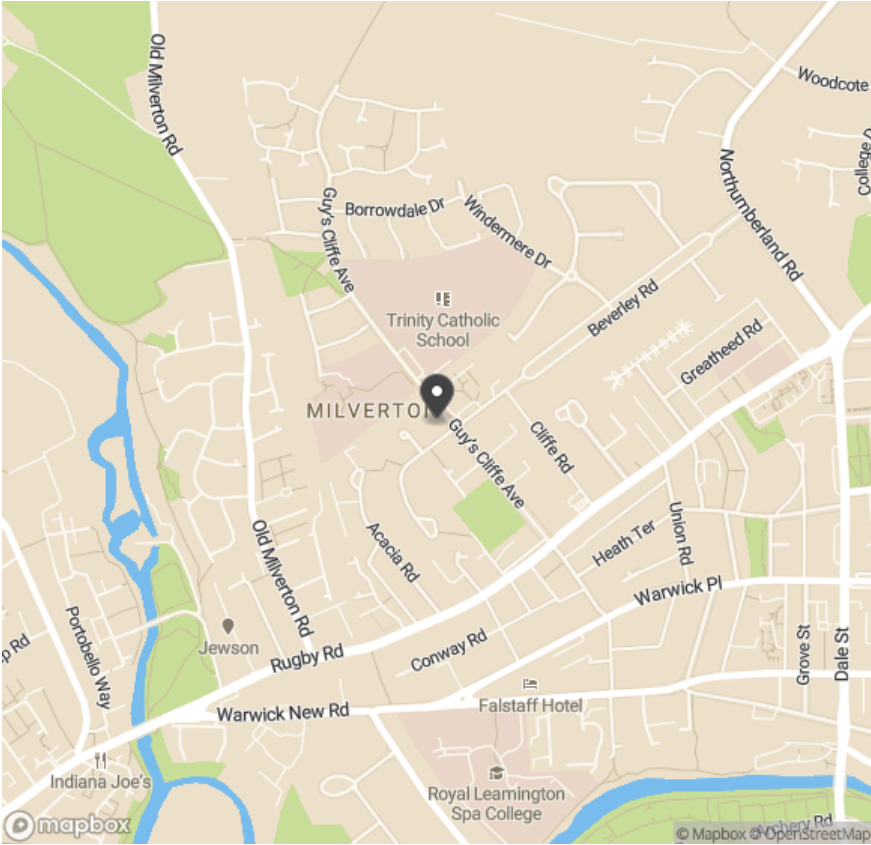 Old Milverton Rd
Woodcote
College D
Northumberland Rd
Guy's Cliffe Ave
Borrowdale Dr
Windermere Dr
Beverley Rd
Trinity Catholic
School
Greatheed Rd
MILVERTON
Guy's Cliffe Ave
Cliffe Rd
Acacia Rd
Old Milverton Rd
Union Rd
Heath Ter
Warwick Pl
Portobello Way
p Rd
Jewson
Rugby Rd
Conway Rd
Grove St
Dale St
Warwick New Rd
Falstaff Hotel
Indiana Joe's
Royal Leamington
Spa College
Archery Rd
mapbox
© Mapbox © OpenStreetMap